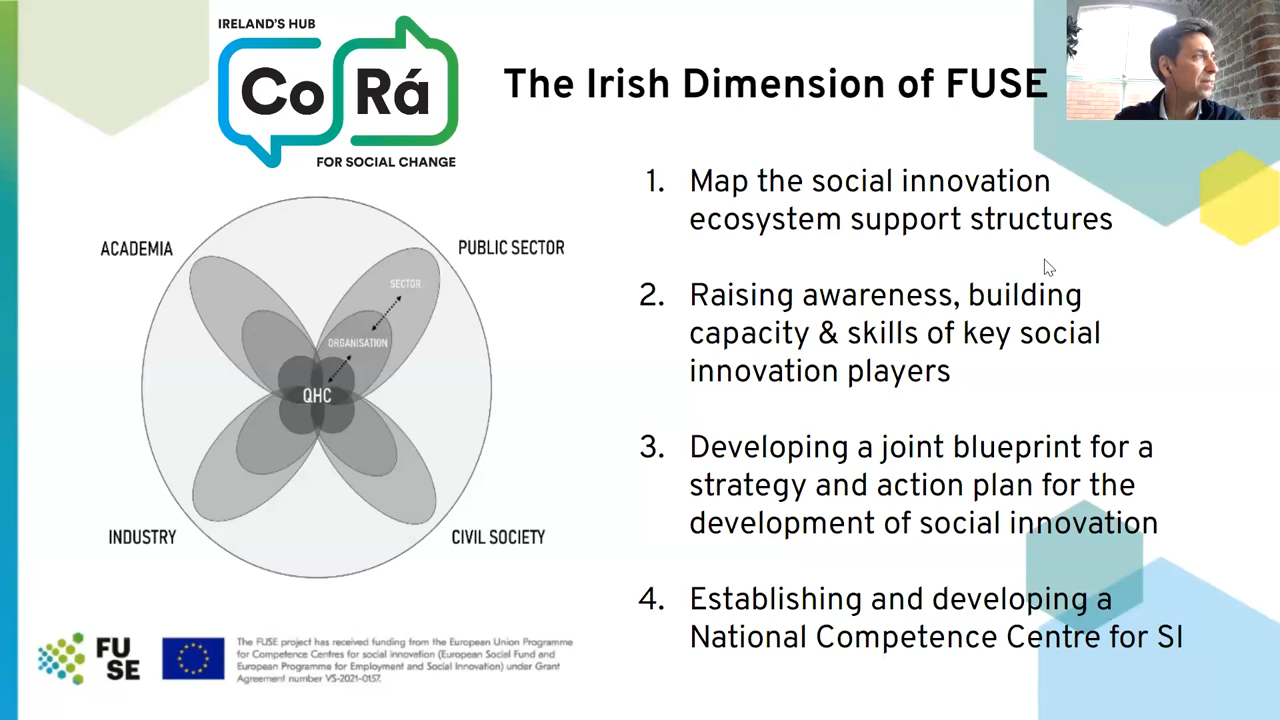 IRELAND'S HUB
Co Rá
FOR SOCIAL CHANGE
The Irish Dimension of FUSE
ACADEMIA
PUBLIC SECTOR
SECTOR
ORGANISATION
QHC
INDUSTRY
CIVIL SOCIETY
1. Map the social innovation
ecosystem support structures
2. Raising awareness, building
capacity & skills of key social
innovation players
3. Developing a joint blueprint for a
strategy and action plan for the
development of social innovation
4. Establishing and developing a
National Competence Centre for SI
FU
SE
The FUSE project has received funding from the European Union Programme
for Competence Centres for social innovation (European Social Fund and
European Programme for Employment and Social Innovation) under Grant
Agreement number VS-2021-0157.